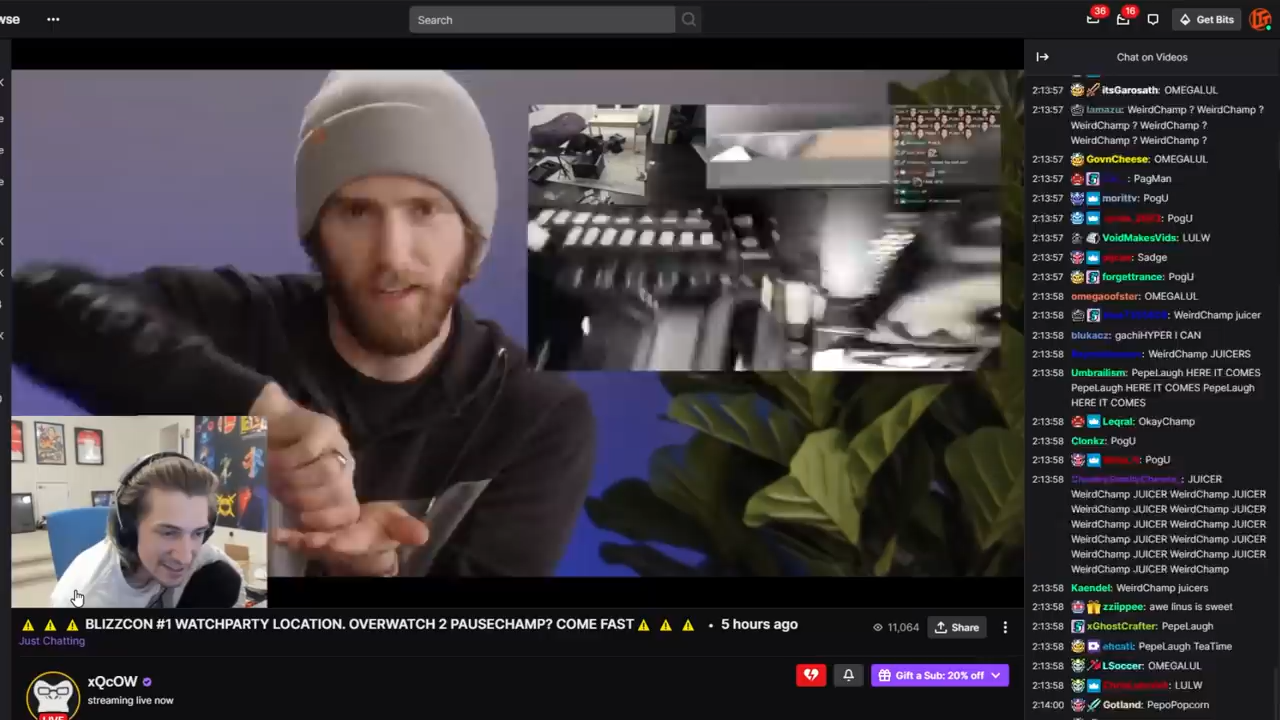 wse
Search
36
16
Get Bits
Chat on Videos
2:13:57 itsGarosath: OMEGALUL
2:13:57 lamazu: WeirdChamp ? WeirdChamp ?
WeirdChamp ? WeirdChamp ?
WeirdChamp ? WeirdChamp ?
2:13:57 GovnCheese: OMEGALUL
2:13:57 : PagMan
2:13:57 morittv: PogU
2:13:57 : PogU
2:13:57 VoidMakesVids: LULW
2:13:58 : Sadge
2:13:57 forgettrance: PogU
2:13:58 omegaoofster: OMEGALUL
2:13:58 : WeirdChamp juicer
2:13:58 blukacz: gachiHYPER I CAN
2:13:58 : WeirdChamp JUICERS
2:13:58 Umbrailism: PepeLaugh HERE IT COMES
PepeLaugh HERE IT COMES PepeLaugh
HERE IT COMES
2:13:58 Leqral: OkayChamp
2:13:58 Clonkz: PogU
2:13:58 : PogU
2:13:58 : JUICER
WeirdChamp JUICER WeirdChamp JUICER
WeirdChamp JUICER WeirdChamp JUICER
WeirdChamp JUICER WeirdChamp JUICER
WeirdChamp JUICER WeirdChamp JUICER
WeirdChamp JUICER WeirdChamp JUICER
WeirdChamp JUICER WeirdChamp
2:13:58 Kaendel: WeirdChamp juicers
2:13:58 zziippee: awe linus is sweet
2:13:58 xGhostCrafter: PepeLaugh
2:13:58 ehcati: PepeLaugh TeaTime
2:13:58 LSoccer: OMEGALUL
2:13:58 : LULW
2:14:00 Gotland: PepoPopcorn
BLIZZCON #1 WATCHPARTY LOCATION. OVERWATCH 2 PAUSECHAMP? COME FAST • 5 hours ago
11,064
Share
Just Chatting
xQcOW
streaming live now
LIVE
Gift a Sub: 20% off